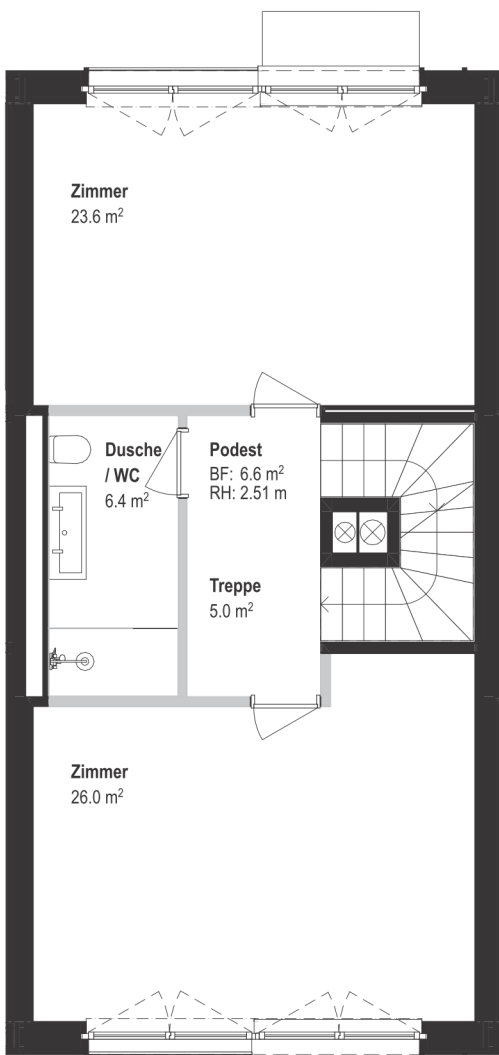 Zimmer
23.6 m²
Dusche
/ WC
6.4 m²
Podest
BF: 6.6 m²
RH: 2.51 m
Treppe
5.0 m²
Zimmer
26.0 m²